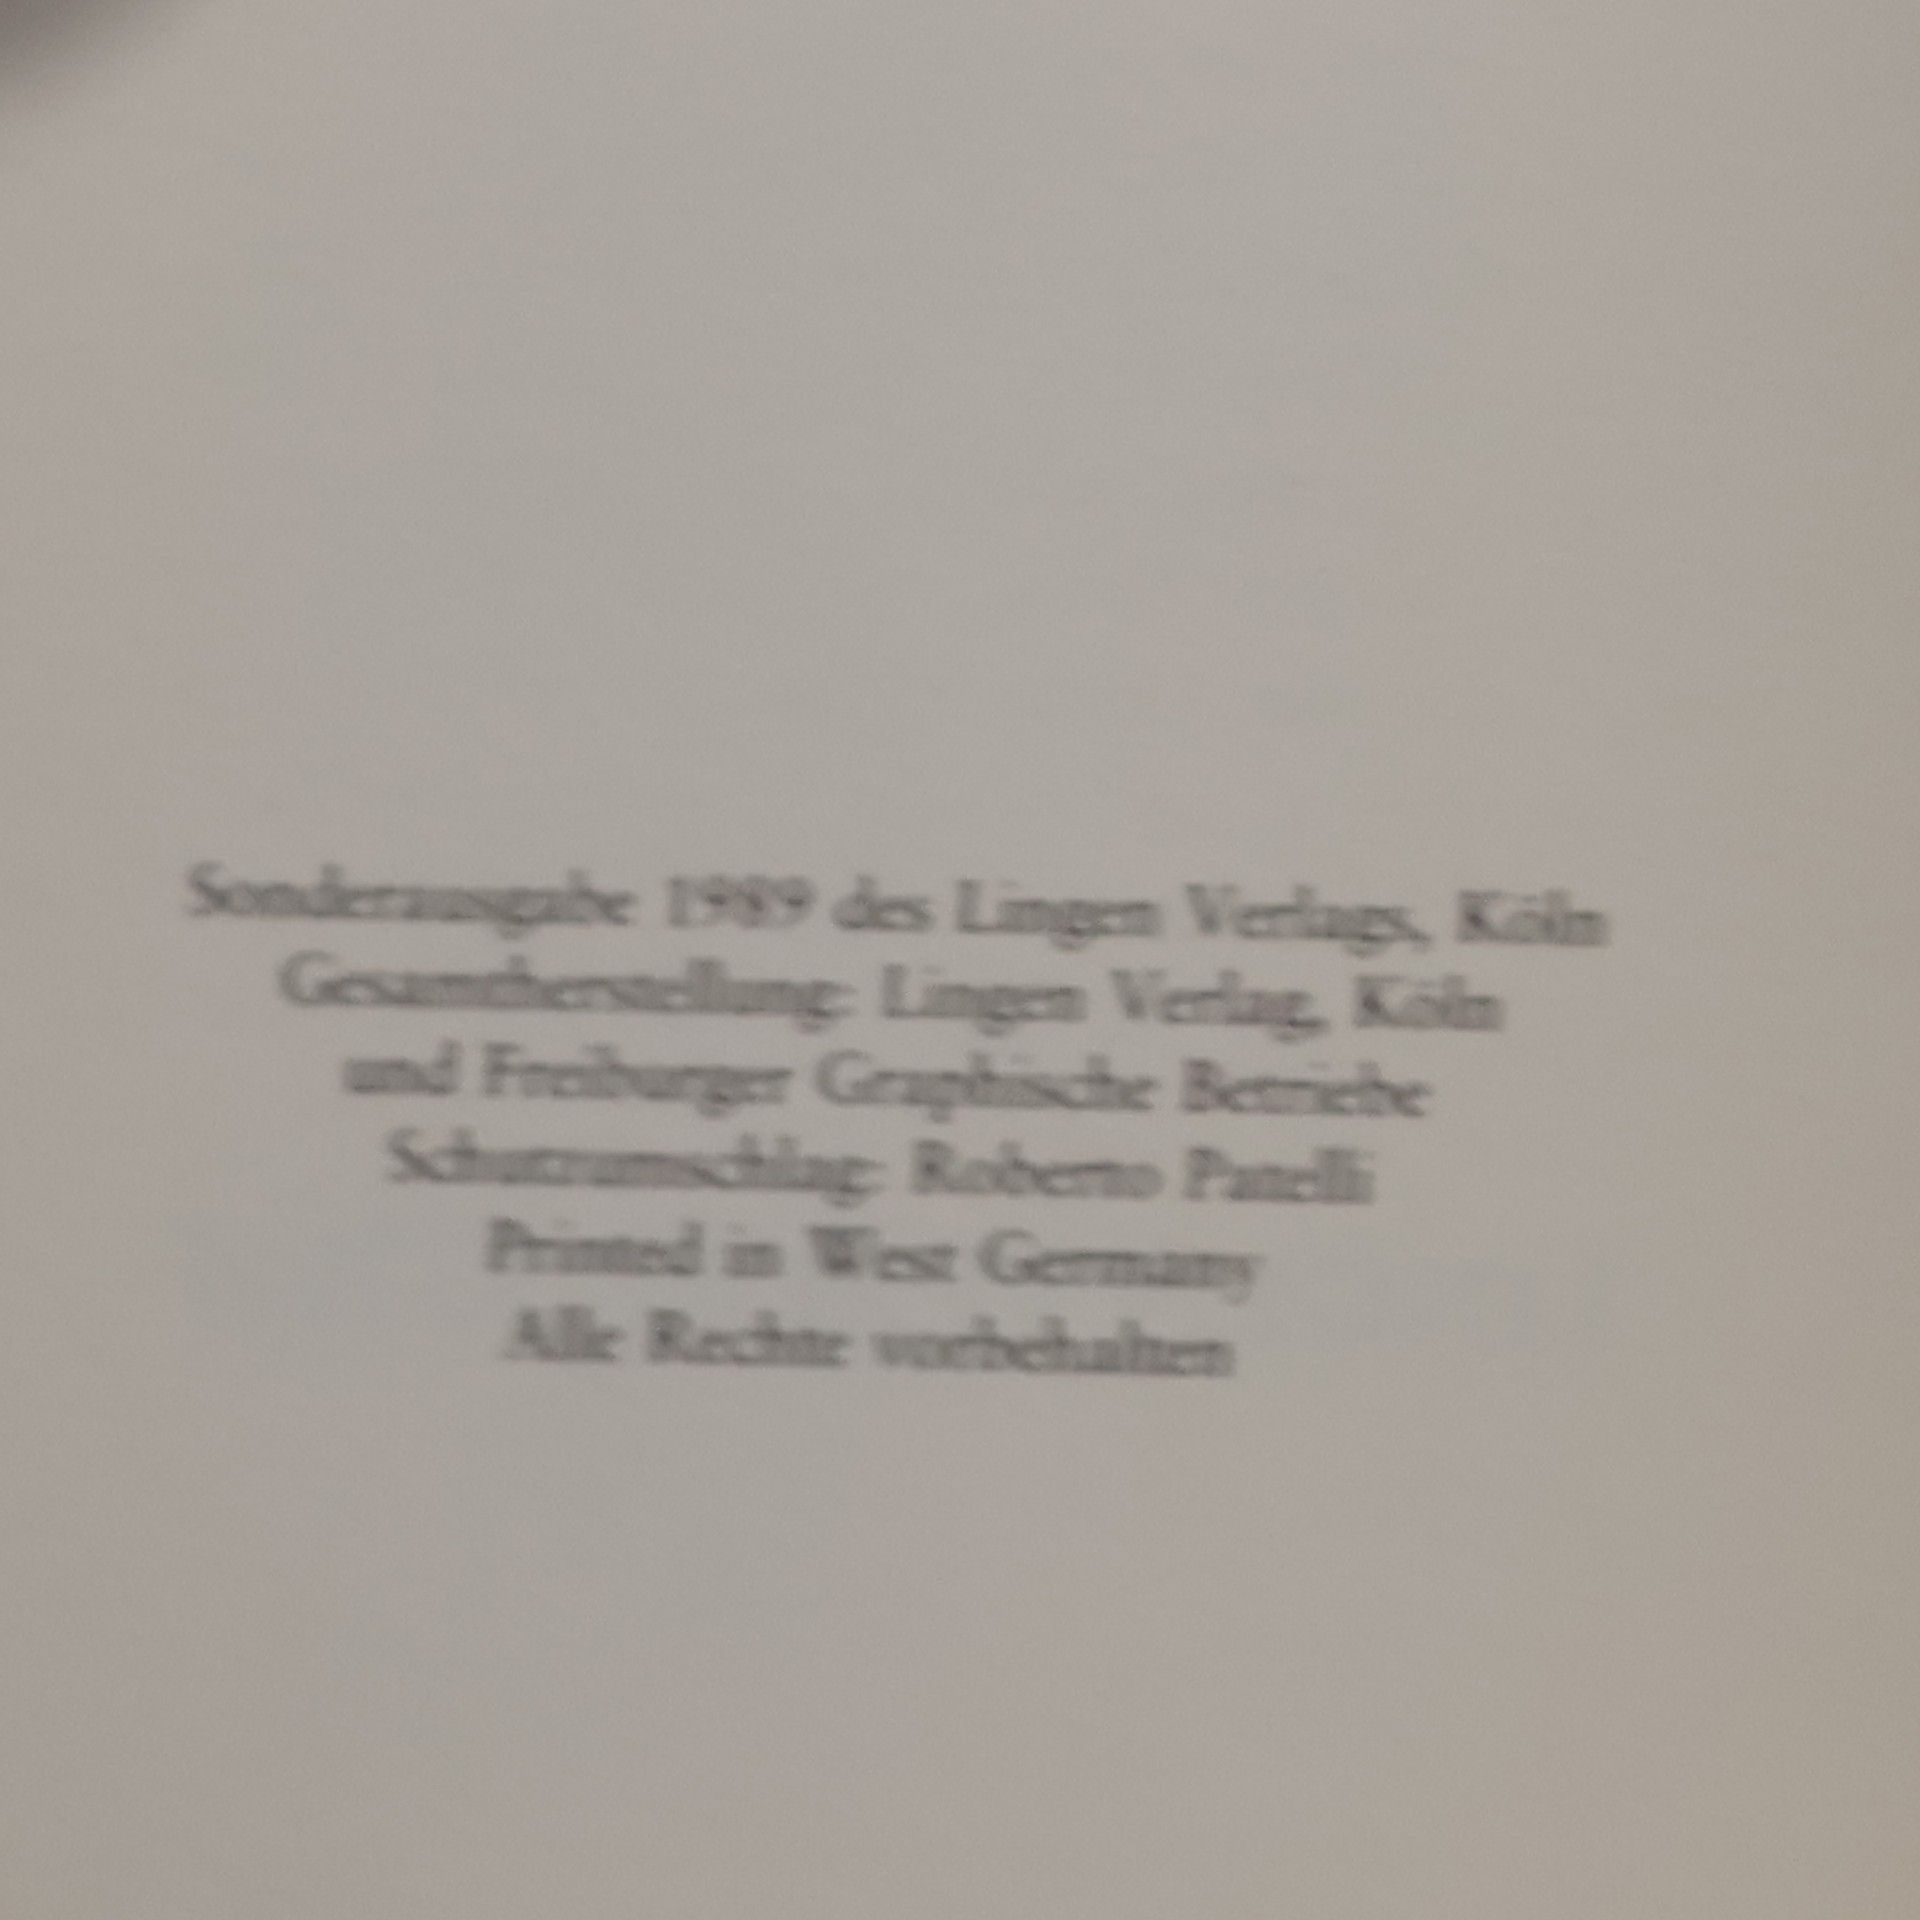 Sonderausgabe 1989 des Lingen Verlags, Köln
Gesamtherstellung: Lingen Verlag, Köln
und Freiburger Graphische Betriebe
Schutzumschlag: Roberto Patelli
Printed in West Germany
Alle Rechte vorbehalten